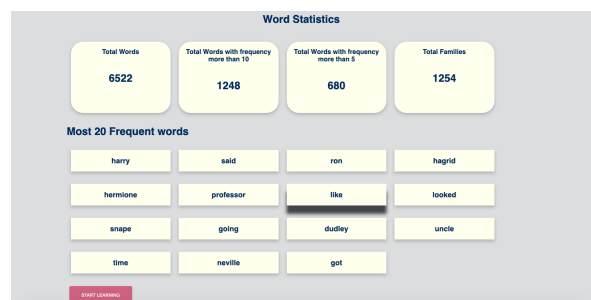 Word Statistics
Total Words
6522
Total Words with frequency
more than 10
1248
Total Words with frequency
more than 5
680
Total Families
1254
Most 20 Frequent words
harry
said
ron
hagrid
hermione
professor
like
looked
snape
going
dudley
uncle
time
neville
got
START LEARNING